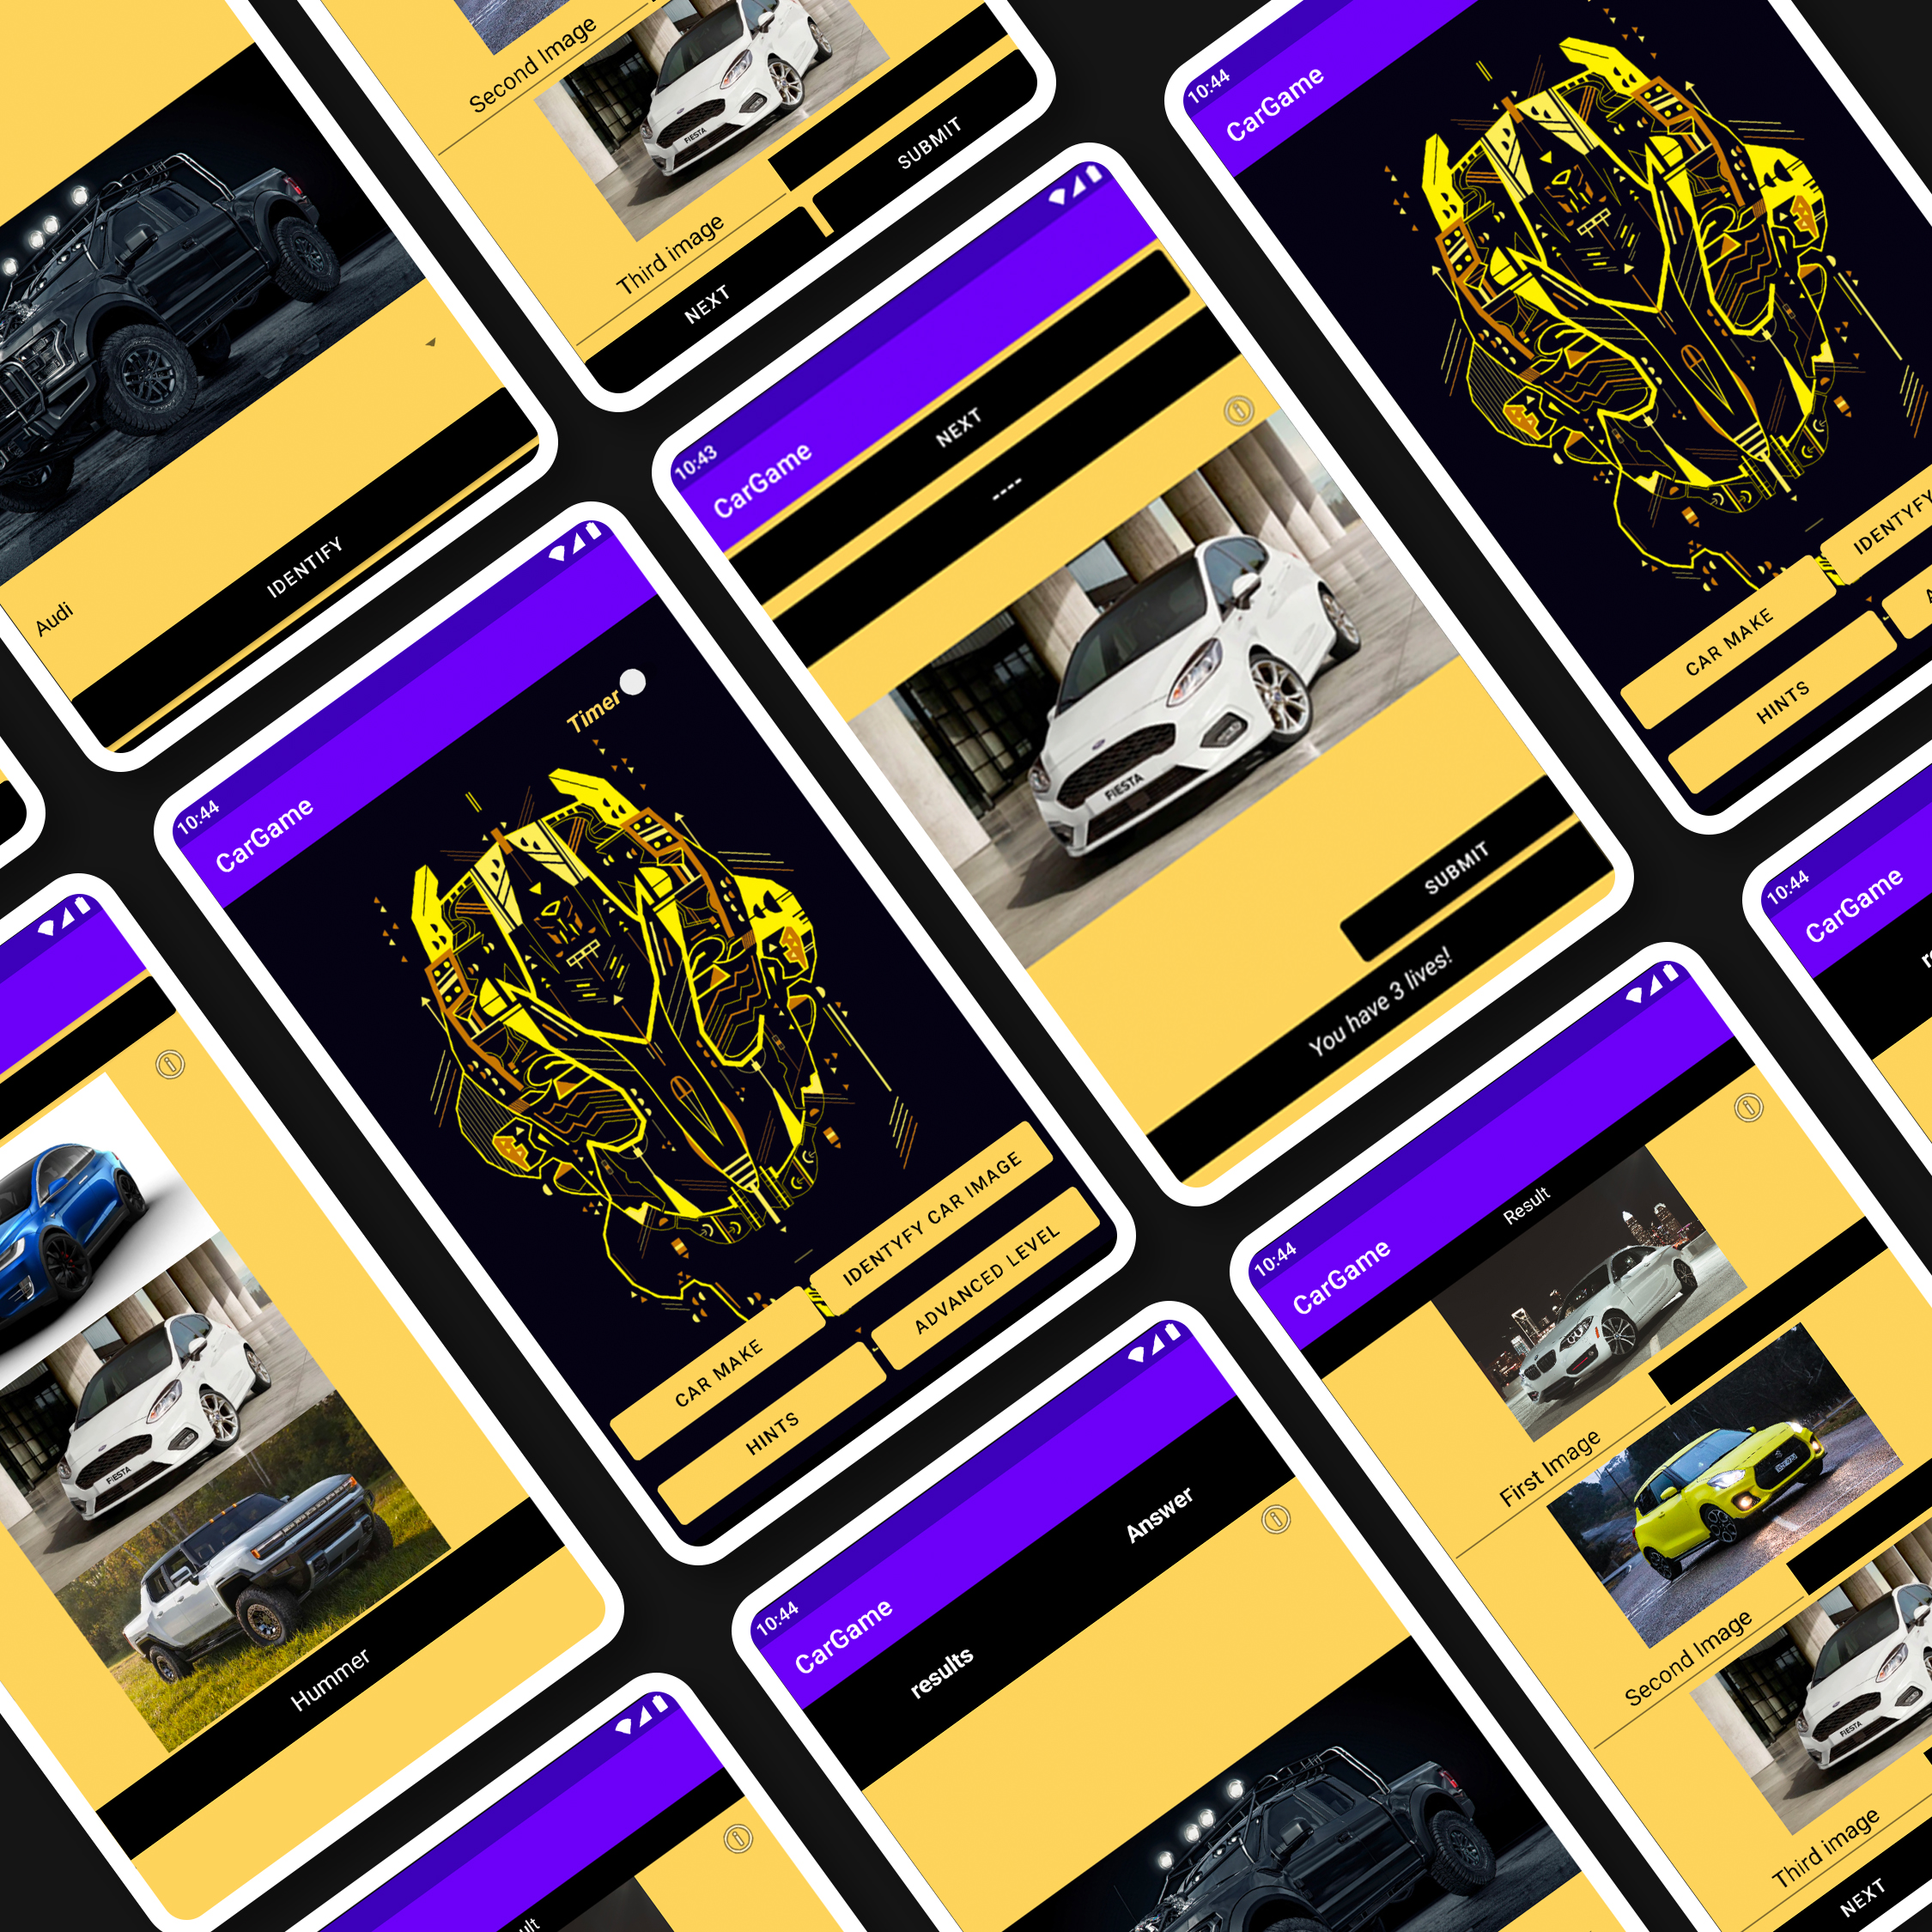 Audi
IDENTIFY
Second Image
FIESTA
Third image
SUBMIT
NEXT
10:43
CarGame
NEXT
----
FIESTA
SUBMIT
You have 3 lives!
10:44
CarGame
CAR MAKE
HINTS
10:44
CarGame
Timer
CAR MAKE
IDENTYFY CAR IMAGE
HINTS
ADVANCED LEVEL
FIESTA
Hummer
10:44
CarGame
results
Answer
10:44
CarGame
Result
First Image
Second Image
FIESTA
Third image
NEXT
10:44
CarGame